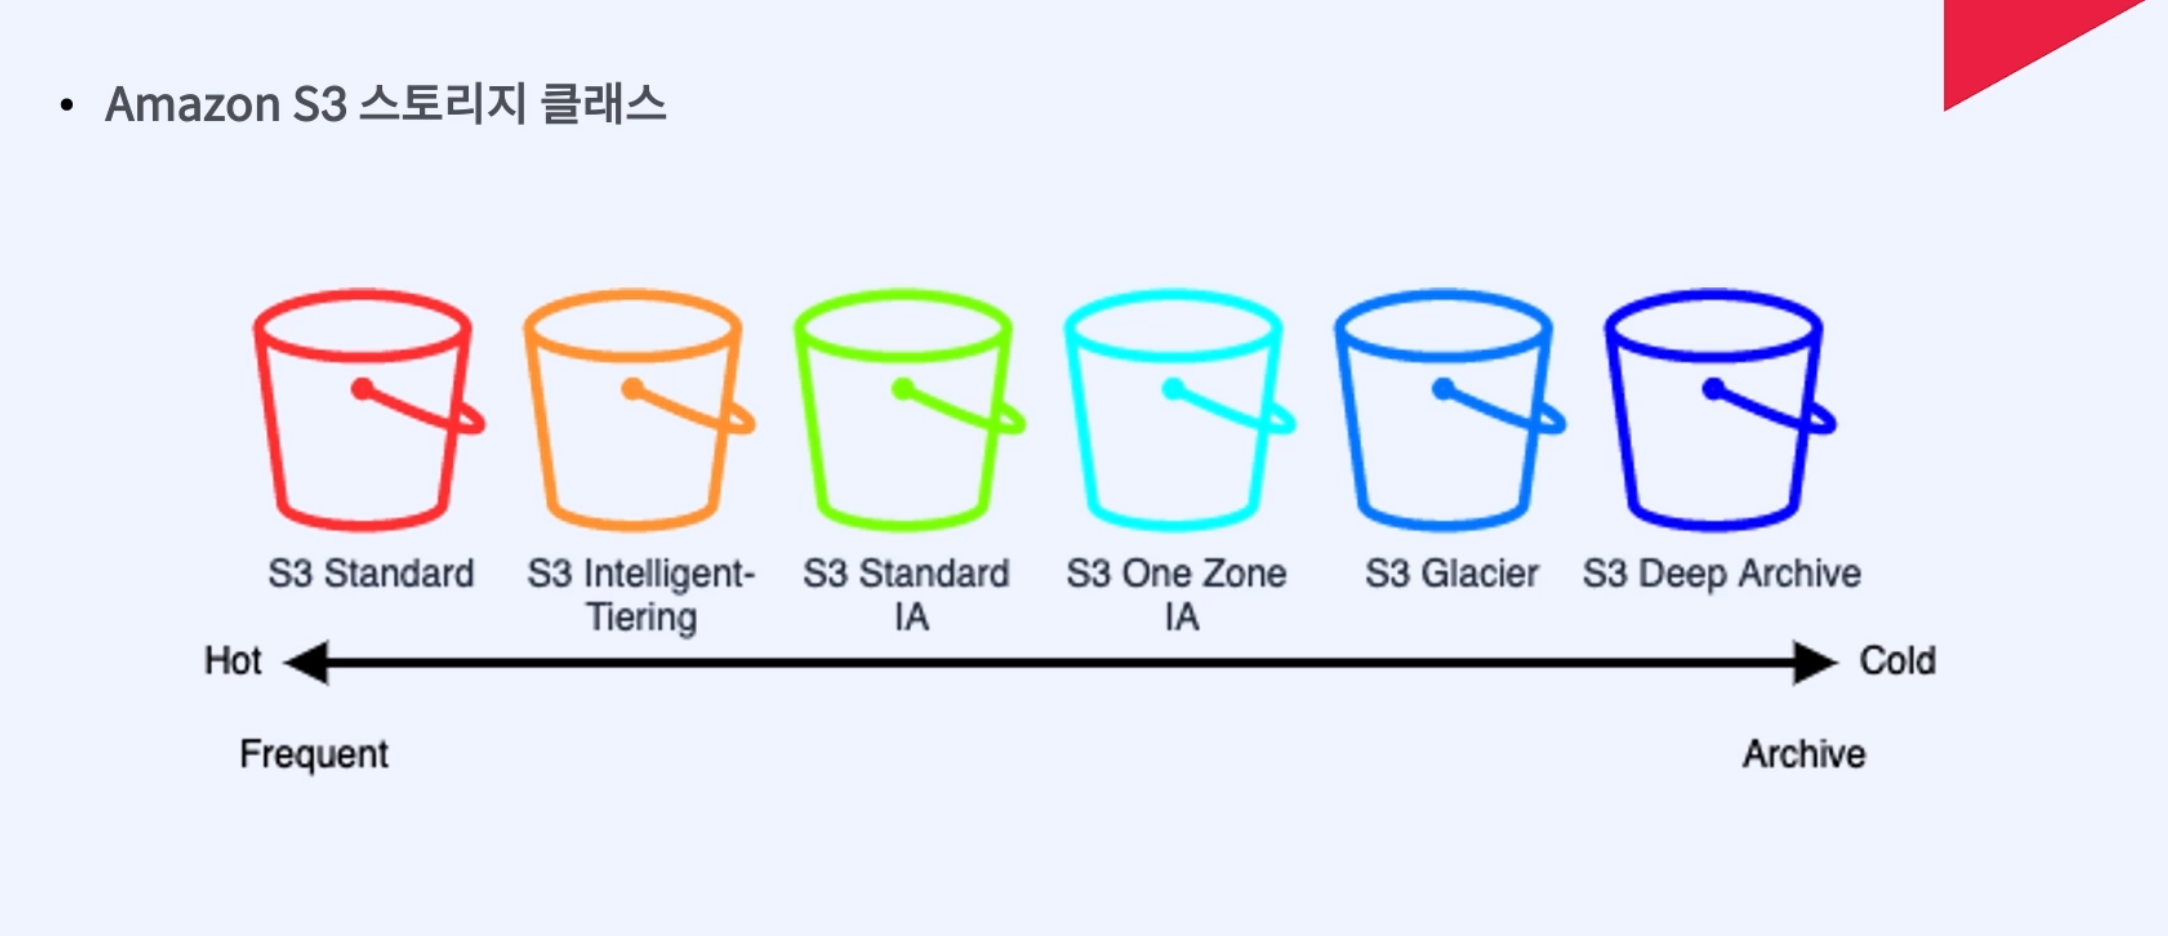 • Amazon S3 스토리지 클래스
S3 Standard
S3 Intelligent-
Tiering
S3 Standard
IA
S3 One Zone
IA
S3 Glacier
S3 Deep Archive
Hot
Cold
Frequent
Archive